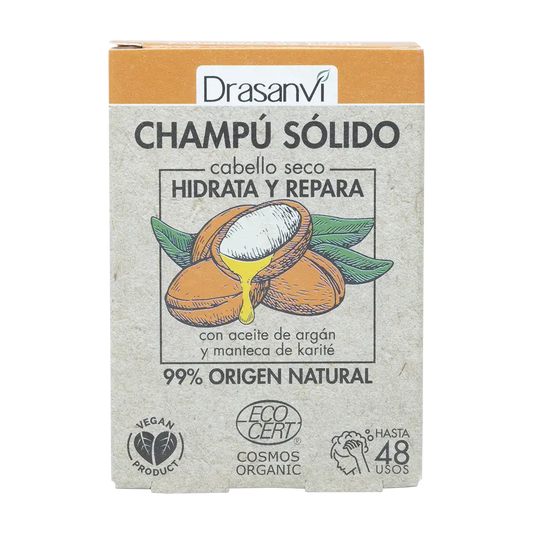 Drasanvi
CHAMPÚ SÓLIDO
cabello seco
HIDRATA Y REPARA
con aceite de argán
y manteca de karité
99% ORIGEN NATURAL
VEGAN
PRODUCT
ECO
CERT
®
COSMOS
ORGANIC
HASTA
48
USOS